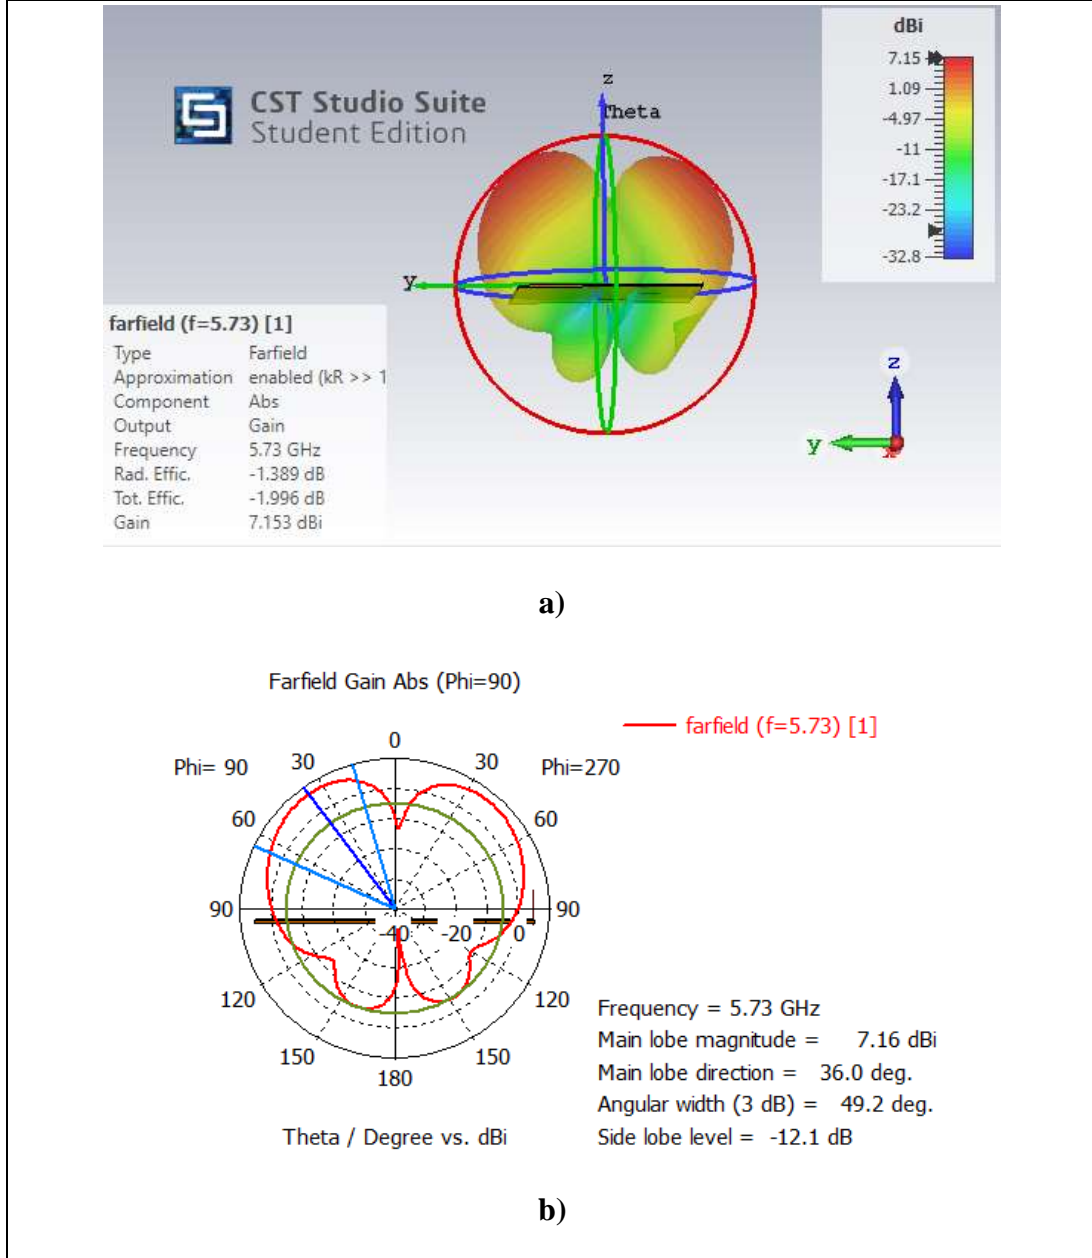 dBi
7.15
1.09
-4.97
-11
-17.1
-23.2
-32.8
CST Studio Suite
Student Edition
z
Theta
y
farfield (f=5.73) [1]
Type Farfield
Approximation enabled (kR >> 1
Component Abs
Output Gain
Frequency 5.73 GHz
Rad. Effic. -1.389 dB
Tot. Effic. -1.996 dB
Gain 7.153 dBi
z
y
x
a)
Farfield Gain Abs (Phi=90)
farfield (f=5.73) [1]
0
Phi= 90 30 30 Phi=270
60 60
90 90
-40 -20 0
120 120
150 150
180
Theta / Degree vs. dBi
Frequency = 5.73 GHz
Main lobe magnitude = 7.16 dBi
Main lobe direction = 36.0 deg.
Angular width (3 dB) = 49.2 deg.
Side lobe level = -12.1 dB
b)